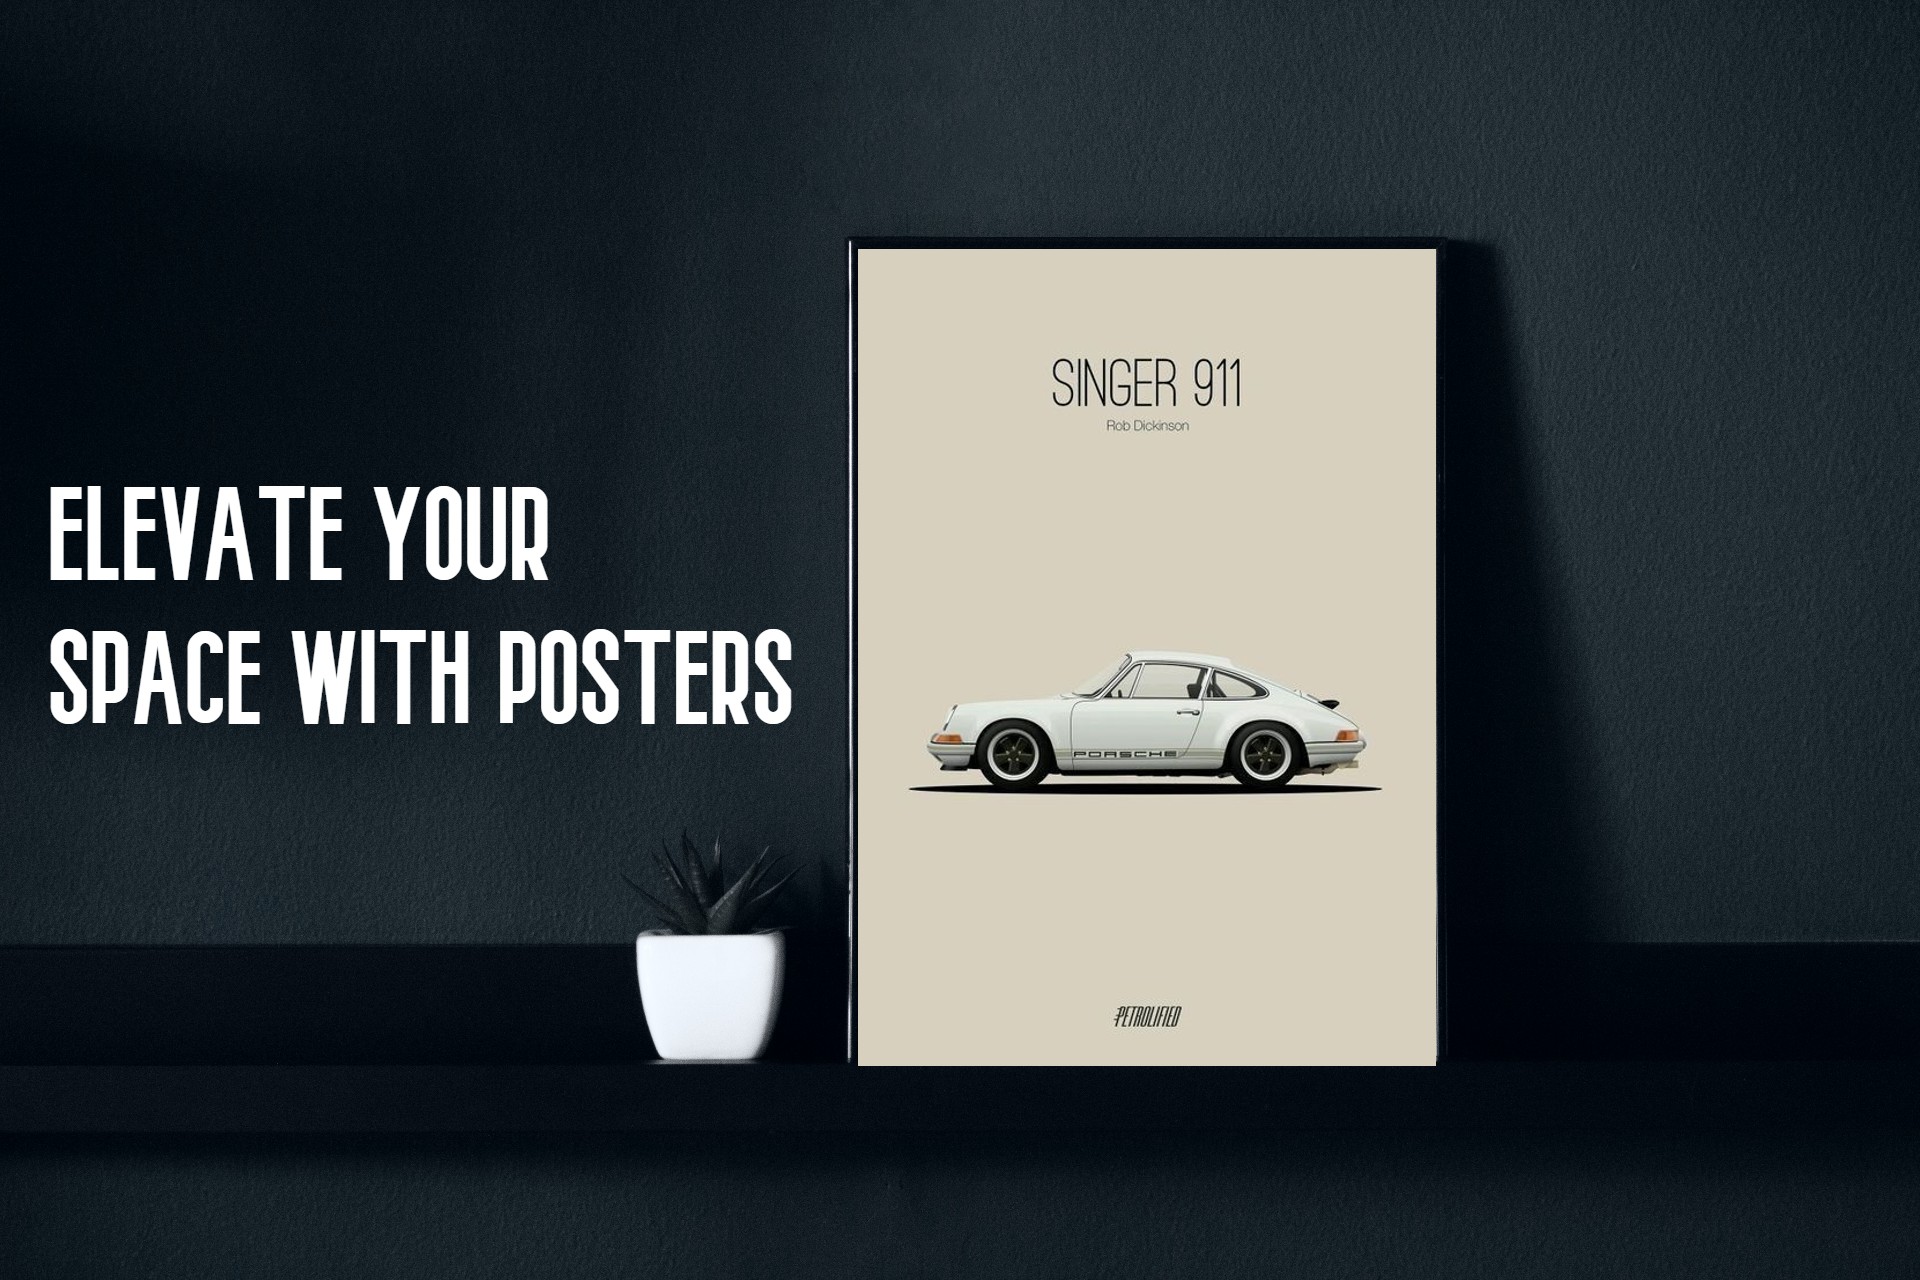 ELEVATE YOUR
SPACE WITH POSTERS
SINGER 911
Rob Dickinson
PORSCHE
PETROLIFIED